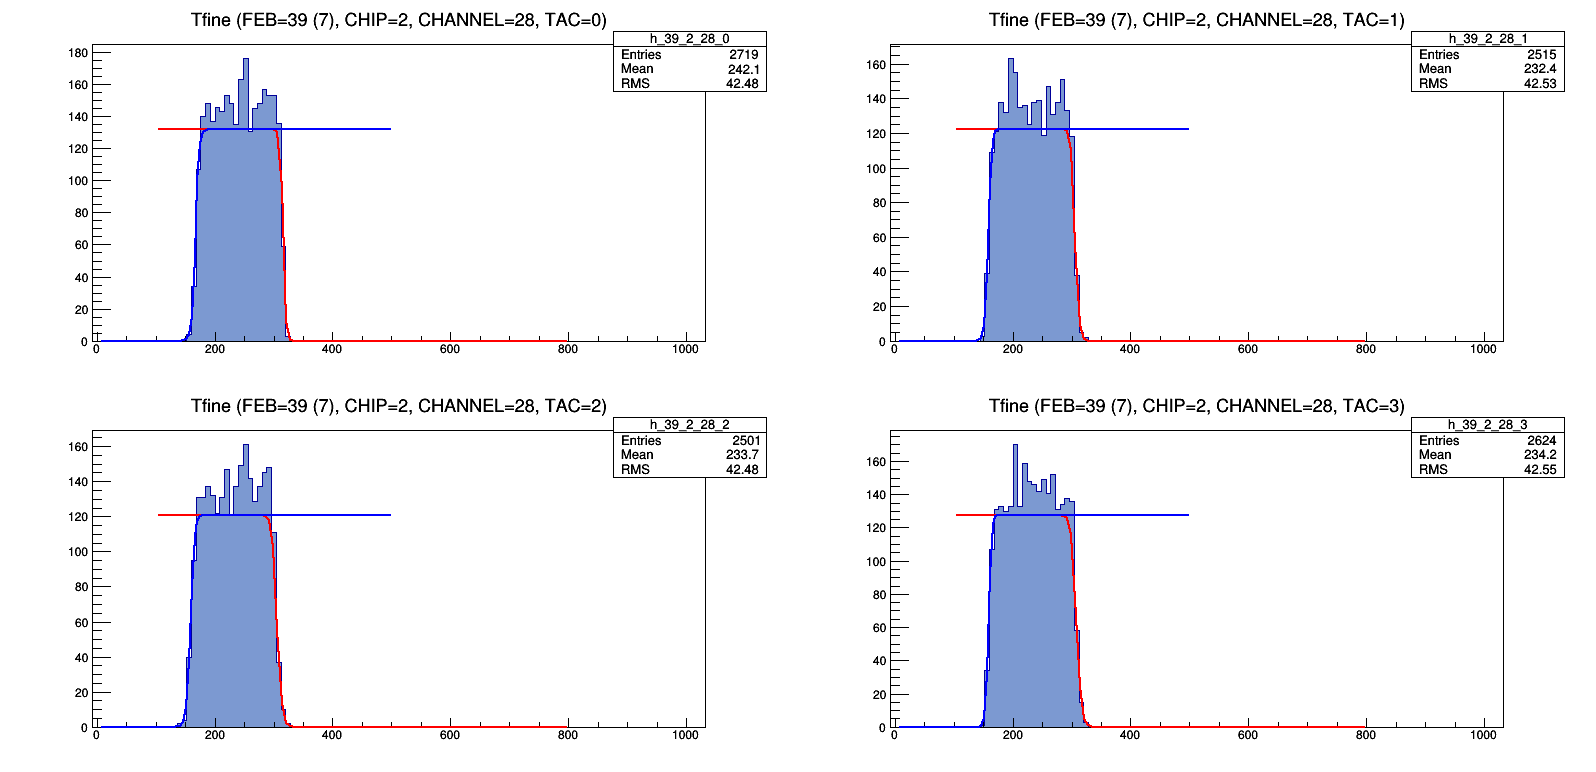 Tfine (FEB=39 (7), CHIP=2, CHANNEL=28, TAC=0)
h_39_2_28_0
Entries 2719
Mean 242.1
RMS 42.48
180
160
140
120
100
80
60
40
20
0
0 200 400 600 800 1000
Tfine (FEB=39 (7), CHIP=2, CHANNEL=28, TAC=1)
h_39_2_28_1
Entries 2515
Mean 232.4
RMS 42.53
160
140
120
100
80
60
40
20
0
0 200 400 600 800 1000
Tfine (FEB=39 (7), CHIP=2, CHANNEL=28, TAC=2)
h_39_2_28_2
Entries 2501
Mean 233.7
RMS 42.48
160
140
120
100
80
60
40
20
0
0 200 400 600 800 1000
Tfine (FEB=39 (7), CHIP=2, CHANNEL=28, TAC=3)
h_39_2_28_3
Entries 2624
Mean 234.2
RMS 42.55
160
140
120
100
80
60
40
20
0
0 200 400 600 800 1000